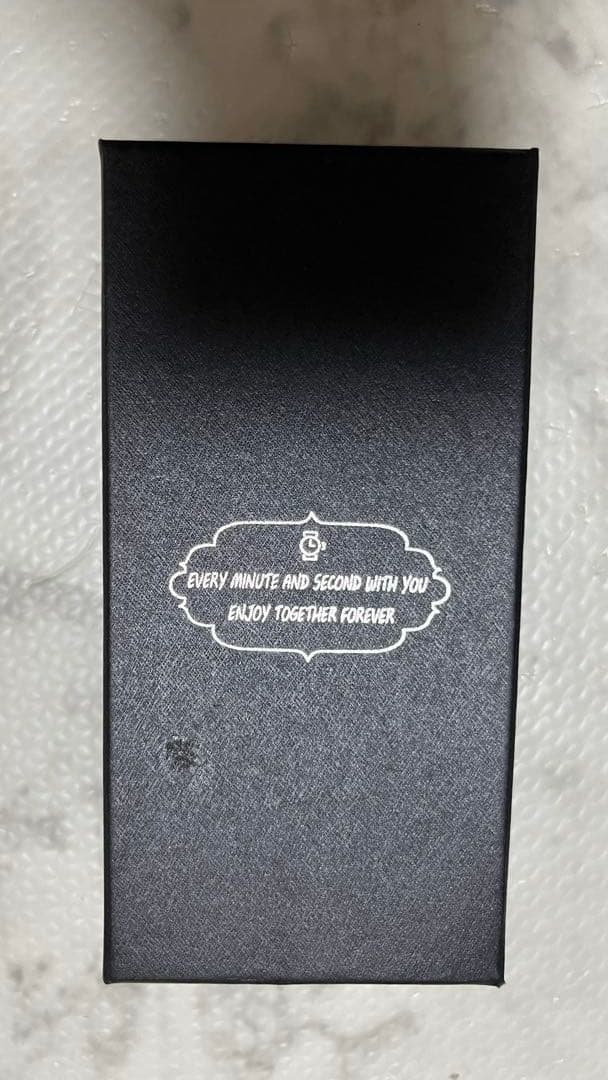 EVERY MINUTE AND SECOND WITH YOU
ENJOY TOGETHER FOREVER